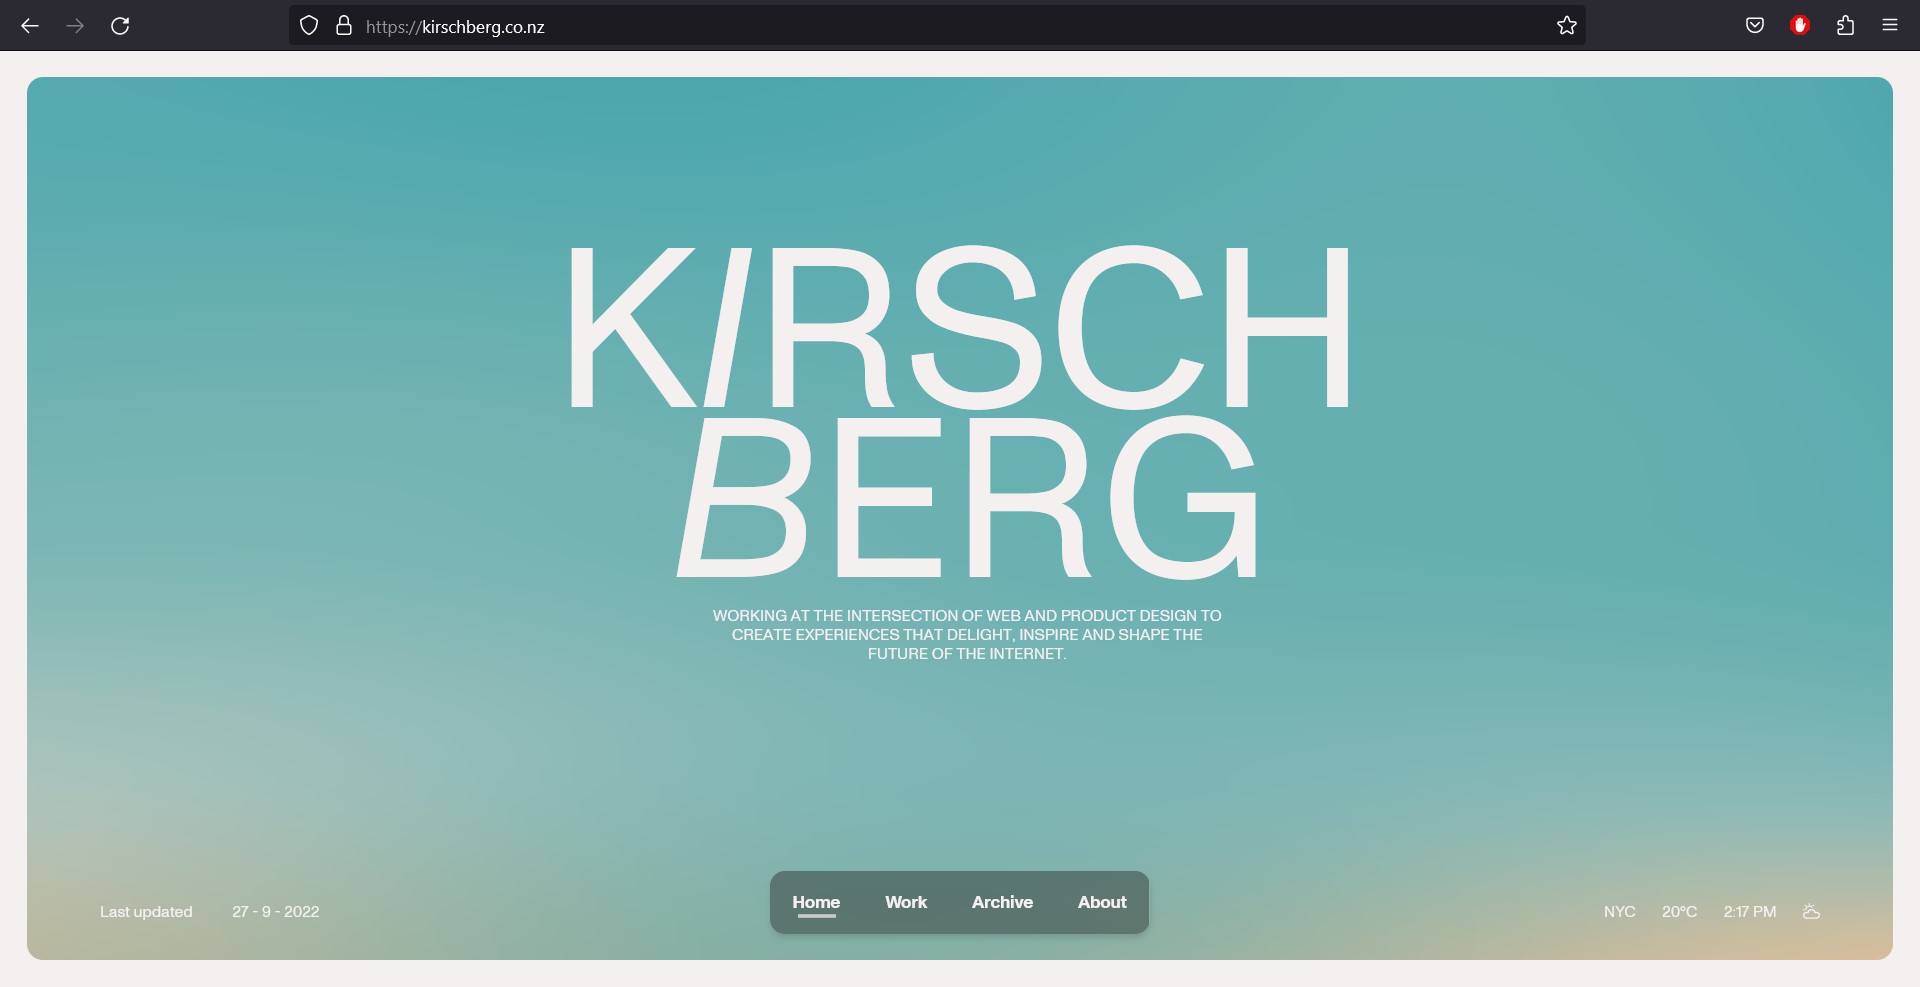 https://kirschberg.co.nz
KIRSCH
BERG
WORKING AT THE INTERSECTION OF WEB AND PRODUCT DESIGN TO
CREATE EXPERIENCES THAT DELIGHT, INSPIRE AND SHAPE THE
FUTURE OF THE INTERNET.
Last updated 27 - 9 - 2022
Home Work Archive About
NYC 20°C 2:17 PM